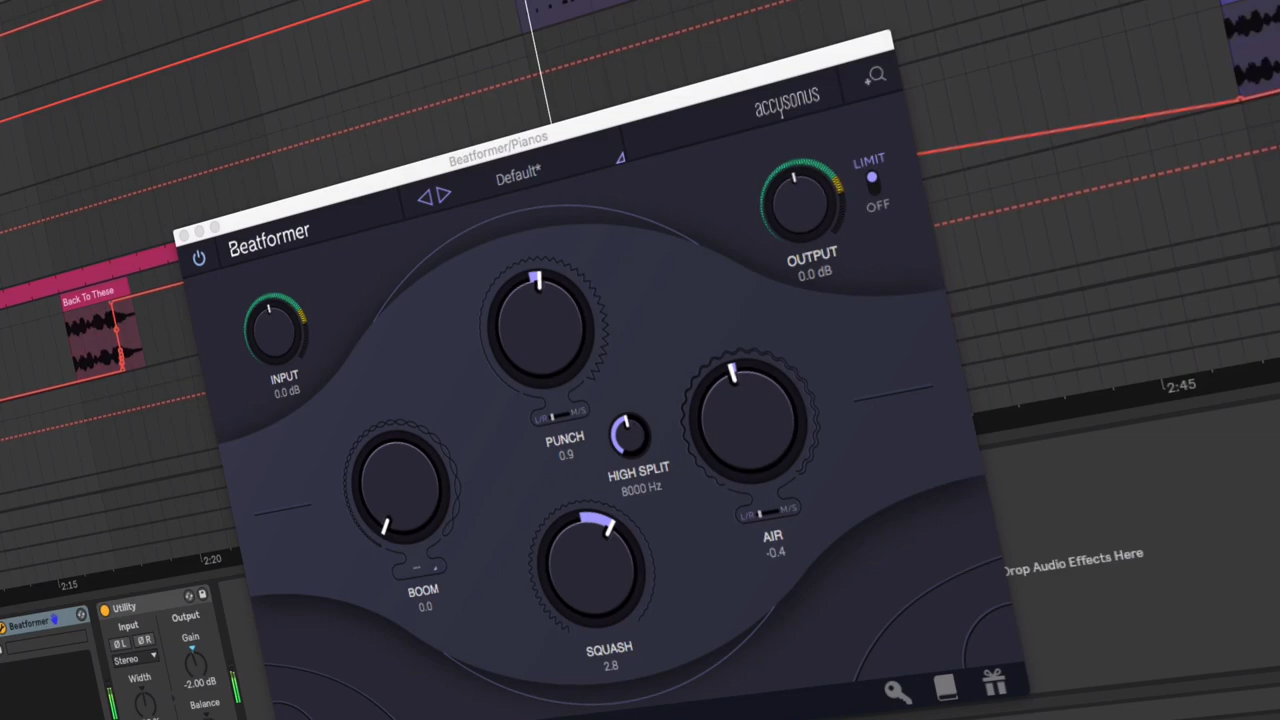 accusonus
Beatformer/Pianos
Default*
Beatformer
LIMIT
OFF
OUTPUT
0.0 dB
Back To These
INPUT
0.0 dB
L/R M/S
PUNCH
0.9
HIGH SPLIT
8000 Hz
L/R M/S
AIR
-0.4
BOOM
0.0
SQUASH
2.8
2:45
2:20
2:15
Drop Audio Effects Here
Beatformer
Utility
Input
Output
Ø L Ø R
Gain
Stereo
-2.00 dB
Width
Balance